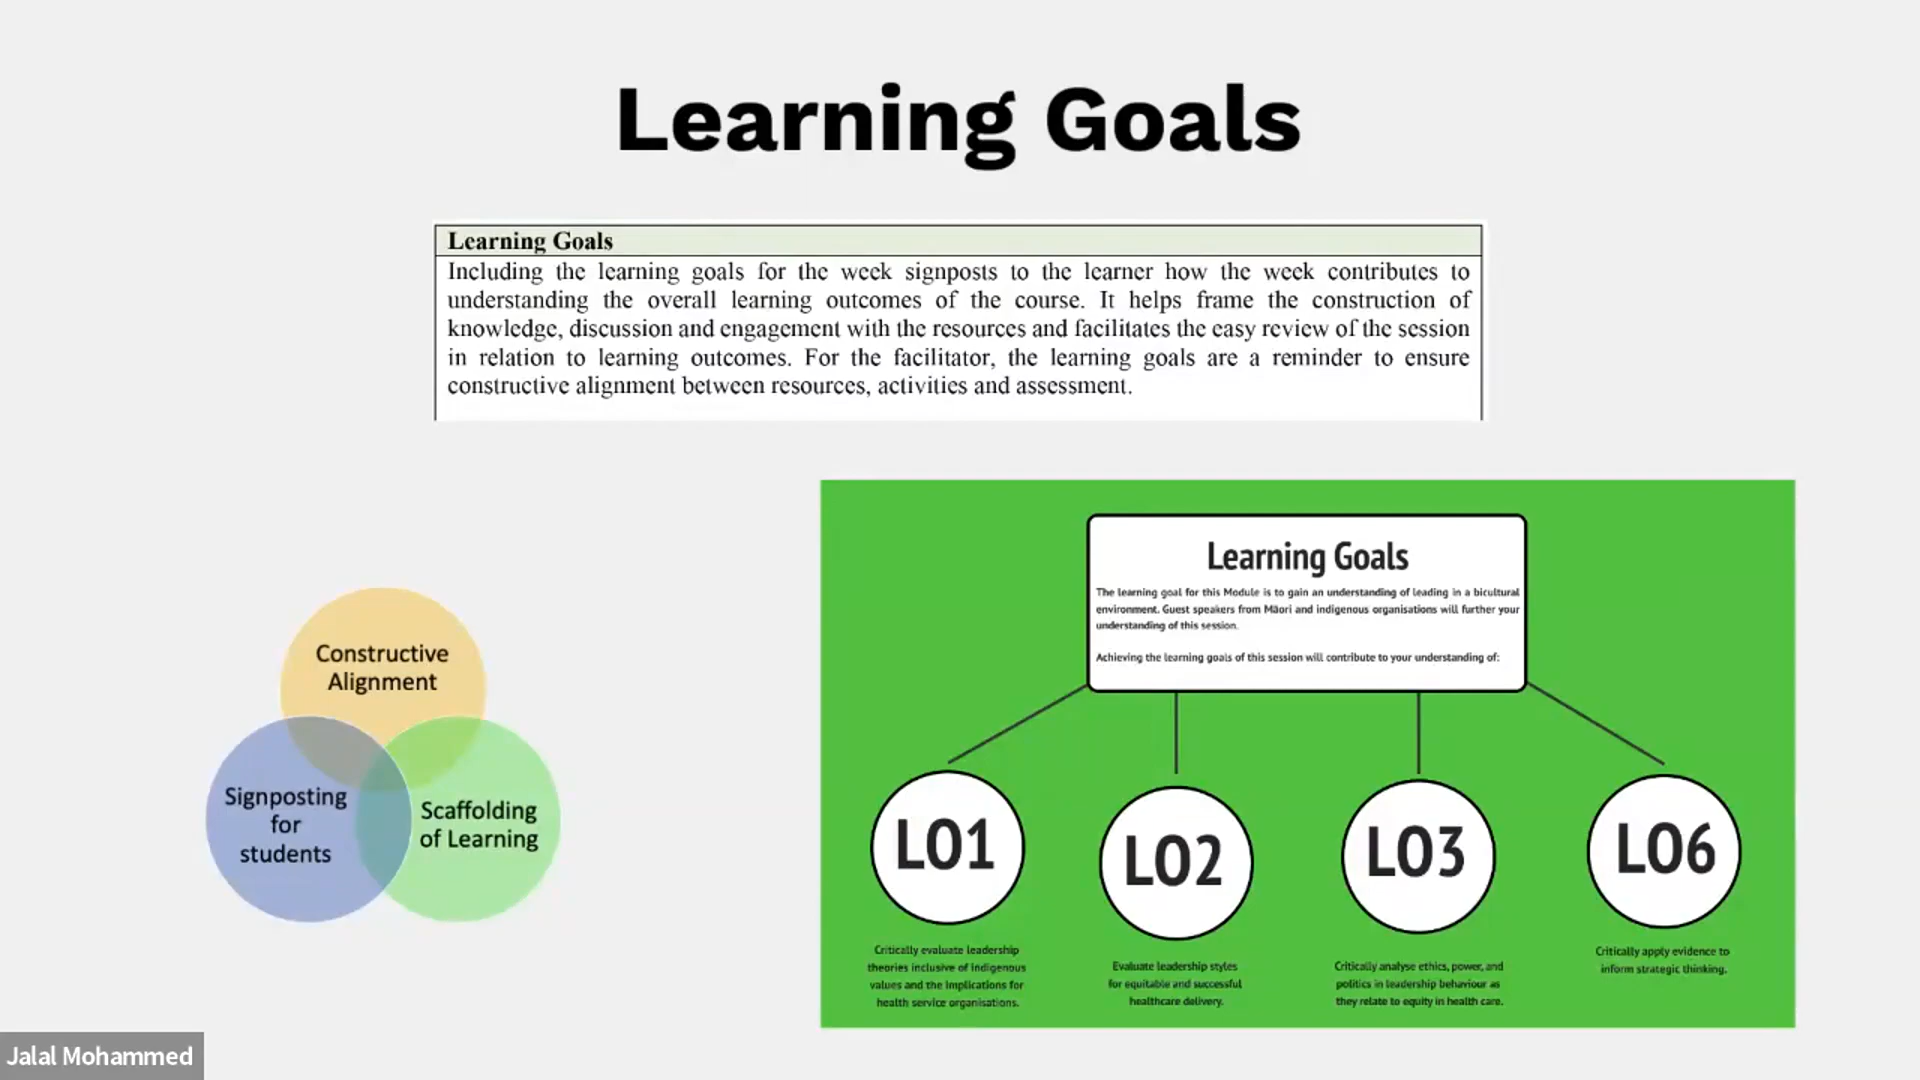 Learning Goals
Learning Goals
Including the learning goals for the week signposts to the learner how the week contributes to
understanding the overall learning outcomes of the course. It helps frame the construction of
knowledge, discussion and engagement with the resources and facilitates the easy review of the session
in relation to learning outcomes. For the facilitator, the learning goals are a reminder to ensure
constructive alignment between resources, activities and assessment.
Constructive
Alignment
Signposting
for
students
Scaffolding
of Learning
Learning Goals
The learning goal for this Module is to gain an understanding of leading in a bicultural
environment. Guest speakers from Māori and indigenous organisations will further your
understanding of this session.
Achieving the learning goals of this session will contribute to your understanding of:
LO1
Critically evaluate leadership
theories inclusive of Indigenous
values and the implications for
health service organisations.
LO2
Evaluate leadership styles
for equitable and successful
healthcare delivery.
LO3
Critically analyse ethics, power, and
politics in leadership behaviour as
they relate to equity in health care.
LO6
Critically apply evidence to
inform strategic thinking.
Jalal Mohammed